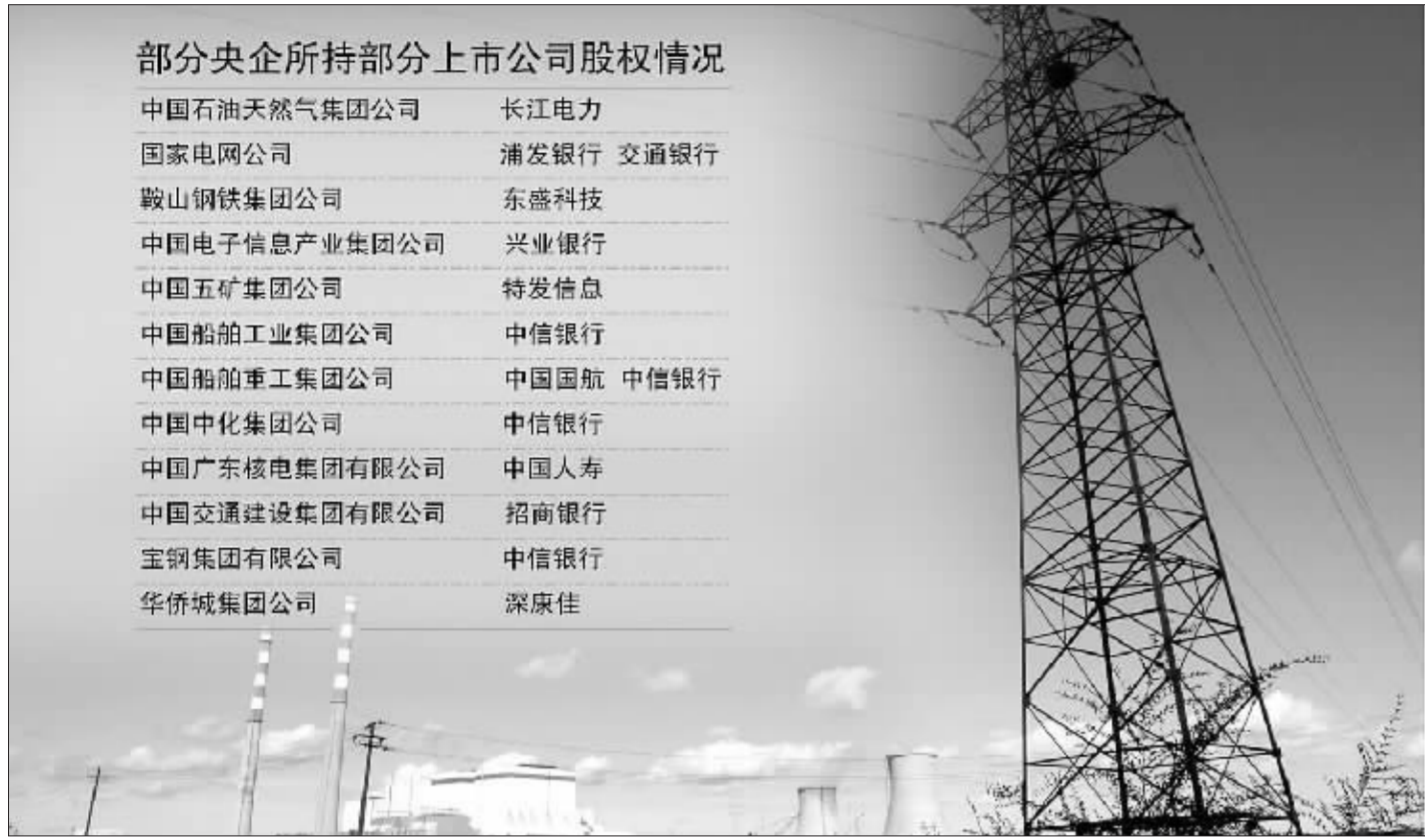 部分央企所持部分上市公司股权情况
中国石油天然气集团公司 长江电力
国家电网公司 浦发银行 交通银行
鞍山钢铁集团公司 东盛科技
中国电子信息产业集团公司 兴业银行
中国五矿集团公司 特发信息
中国船舶工业集团公司 中信银行
中国船舶重工集团公司 中国国航 中信银行
中国中化集团公司 中信银行
中国广东核电集团有限公司 中国人寿
中国交通建设集团有限公司 招商银行
宝钢集团有限公司 中信银行
华侨城集团公司 深康佳